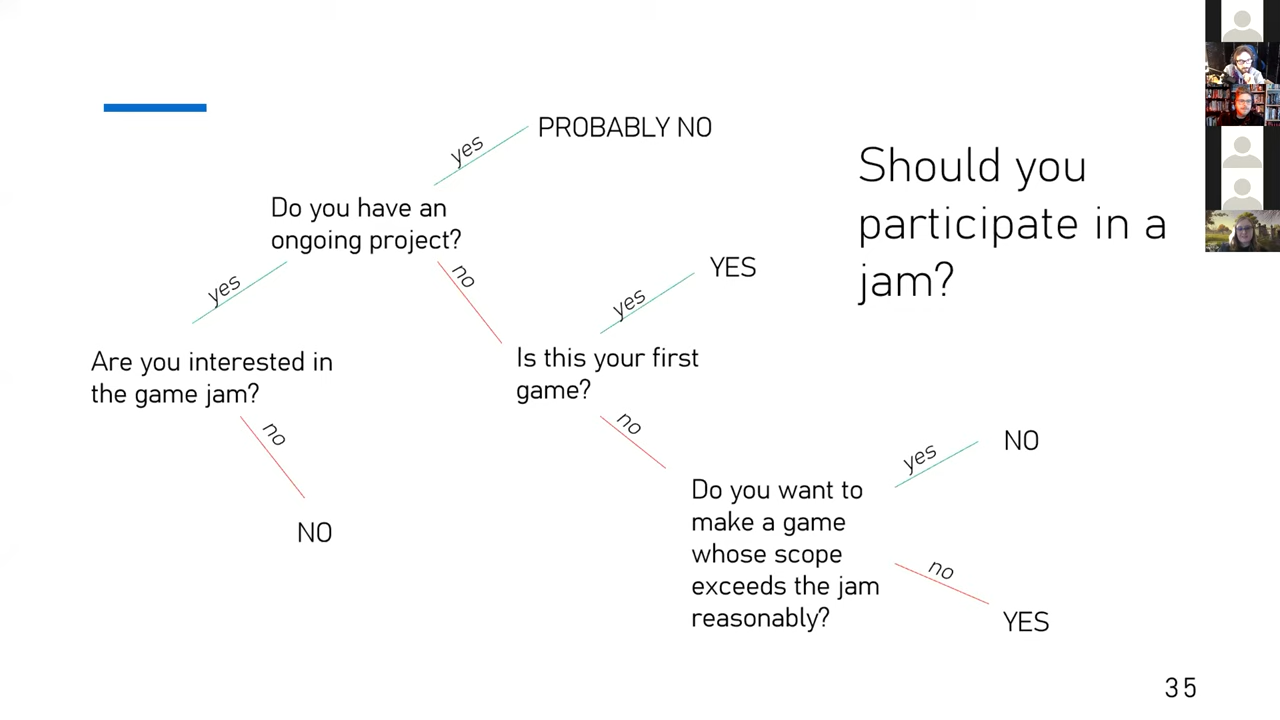 Should you
participate in a
jam?
Are you interested in
the game jam?
yes
no
NO
Do you have an
ongoing project?
yes
PROBABLY NO
no
Is this your first
game?
yes
YES
no
Do you want to
make a game
whose scope
exceeds the jam
reasonably?
yes
NO
no
YES
35